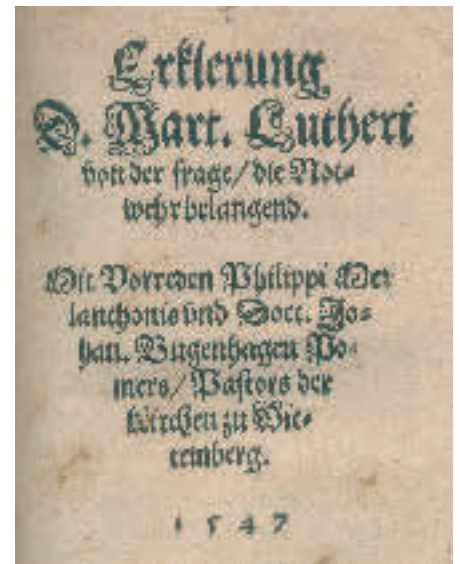 Erklerung
D. Mart. Lutheri
von der frage/ die Not⸗
wehr belangend.
Mit Vorreden Philippi Me⸗
lanchonis vnd Doct. Jo⸗
han. Bugenhagen Po⸗
mers/ Pastors der
Kirchen zu Wit⸗
temberg.
1547